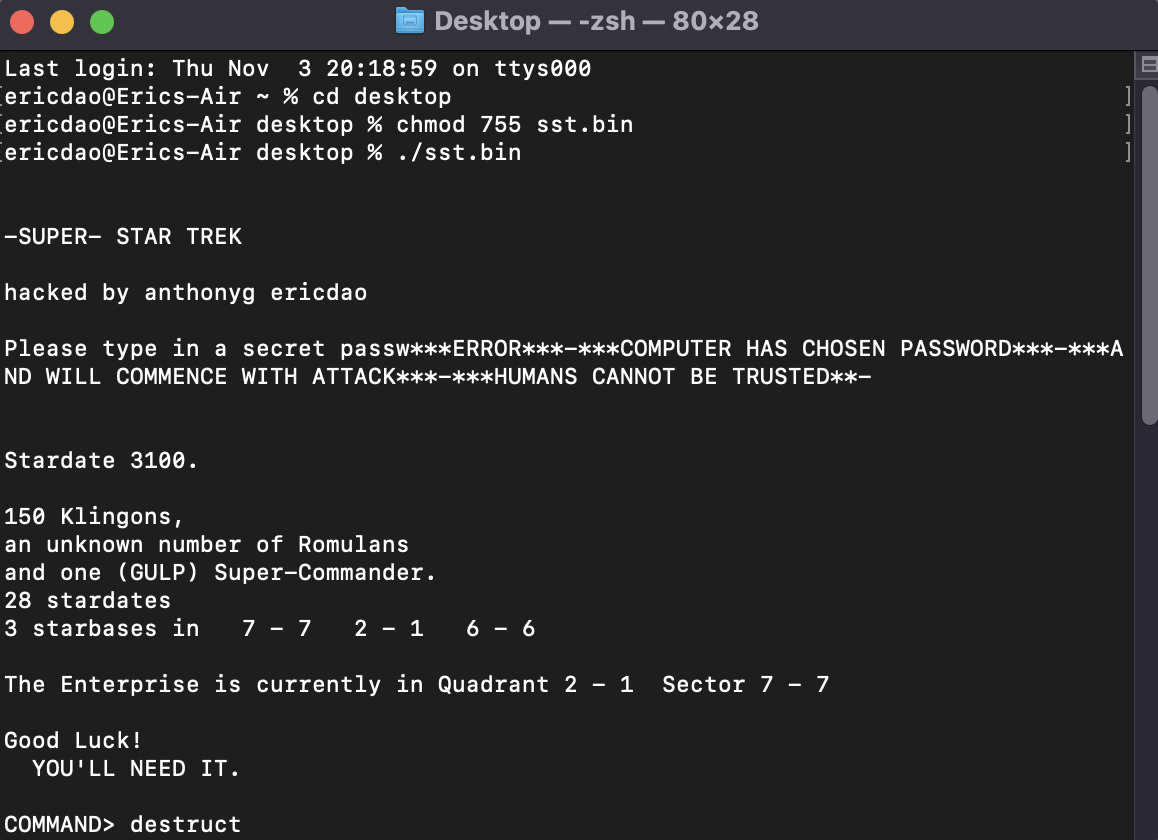 Desktop — -zsh — 80×28
Last login: Thu Nov  3 20:18:59 on ttys000
[ericdao@Erics-Air ~ % cd desktop ]
[ericdao@Erics-Air desktop % chmod 755 sst.bin ]
[ericdao@Erics-Air desktop % ./sst.bin ]
-SUPER- STAR TREK
hacked by anthonyg ericdao
Please type in a secret passw***ERROR***-***COMPUTER HAS CHOSEN PASSWORD***-***A
ND WILL COMMENCE WITH ATTACK***-***HUMANS CANNOT BE TRUSTED**-
Stardate 3100.
150 Klingons,
an unknown number of Romulans
and one (GULP) Super-Commander.
28 stardates
3 starbases in   7 - 7   2 - 1   6 - 6
The Enterprise is currently in Quadrant 2 - 1  Sector 7 - 7
Good Luck!
  YOU'LL NEED IT.
COMMAND> destruct